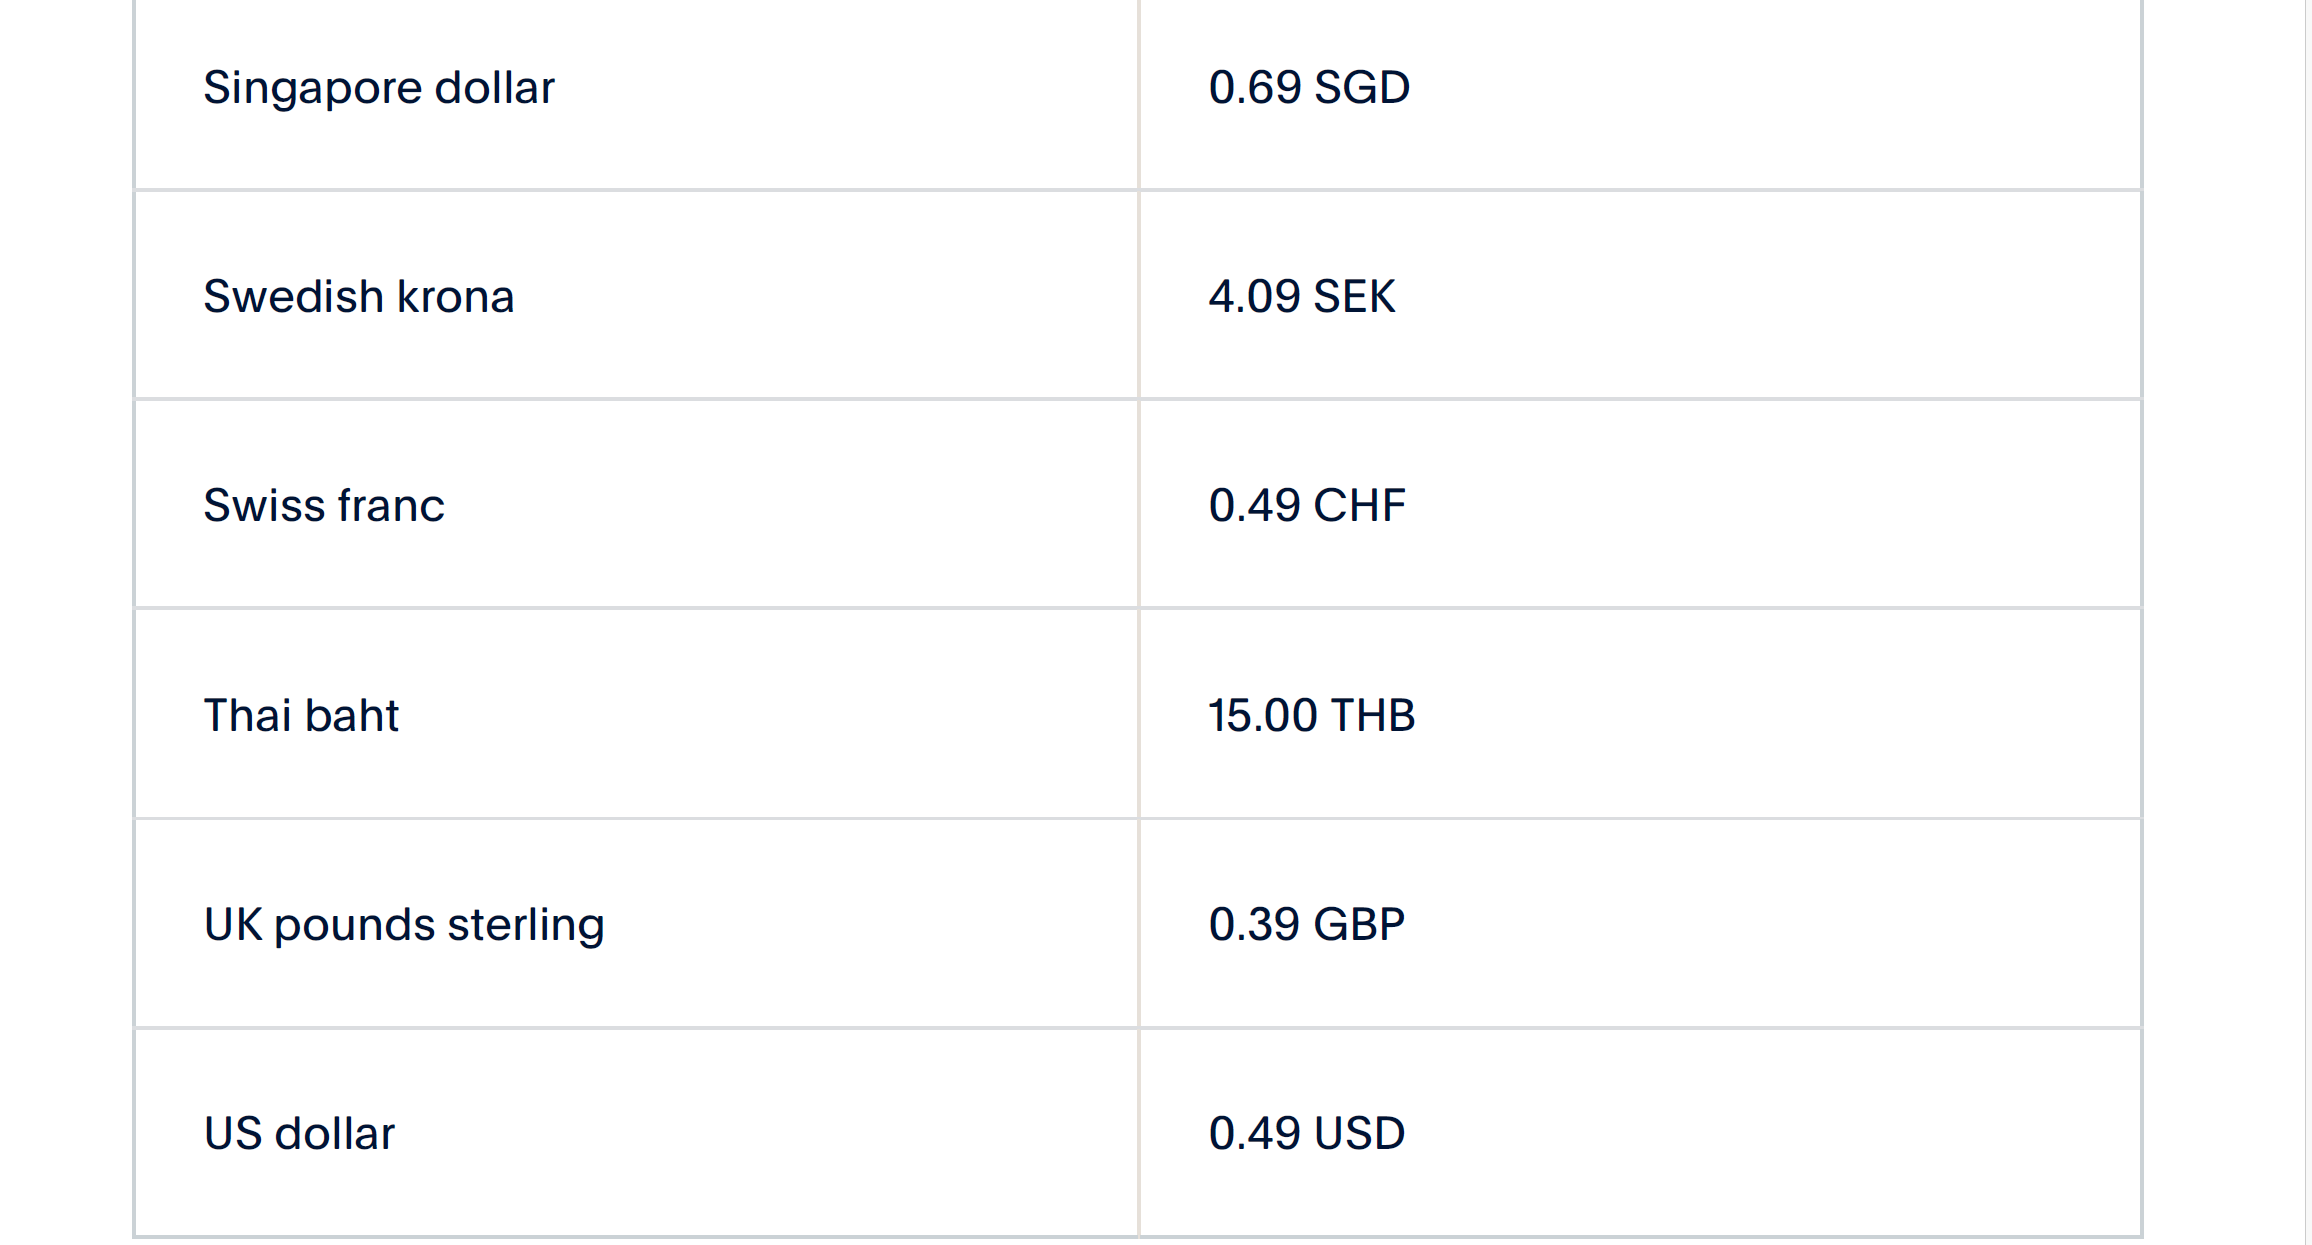 Singapore dollar 0.69 SGD
Swedish krona 4.09 SEK
Swiss franc 0.49 CHF
Thai baht 15.00 THB
UK pounds sterling 0.39 GBP
US dollar 0.49 USD